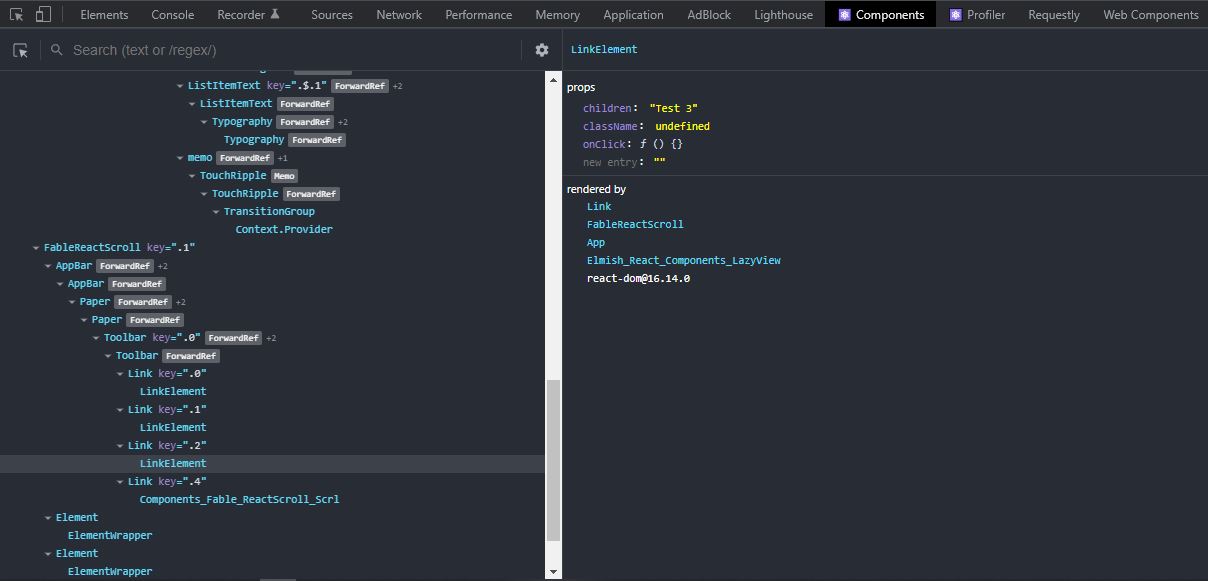 Elements Console Recorder Sources Network Performance Memory Application AdBlock Lighthouse Components Profiler Requestly Web Components
Search (text or /regex/)
ListItemText key=".$.1" ForwardRef +2
ListItemText ForwardRef
Typography ForwardRef +2
Typography ForwardRef
memo ForwardRef +1
TouchRipple Memo
TouchRipple ForwardRef
TransitionGroup
Context.Provider
FableReactScroll key=".1"
AppBar ForwardRef +2
AppBar ForwardRef
Paper ForwardRef +2
Paper ForwardRef
Toolbar key=".0" ForwardRef +2
Toolbar ForwardRef
Link key=".0"
LinkElement
Link key=".1"
LinkElement
Link key=".2"
LinkElement
Link key=".4"
Components_Fable_ReactScroll_Scrl
Element
ElementWrapper
Element
ElementWrapper
LinkElement
props
children: "Test 3"
className: undefined
onClick: ƒ () {}
new entry: ""
rendered by
Link
FableReactScroll
App
Elmish_React_Components_LazyView
react-dom@16.14.0